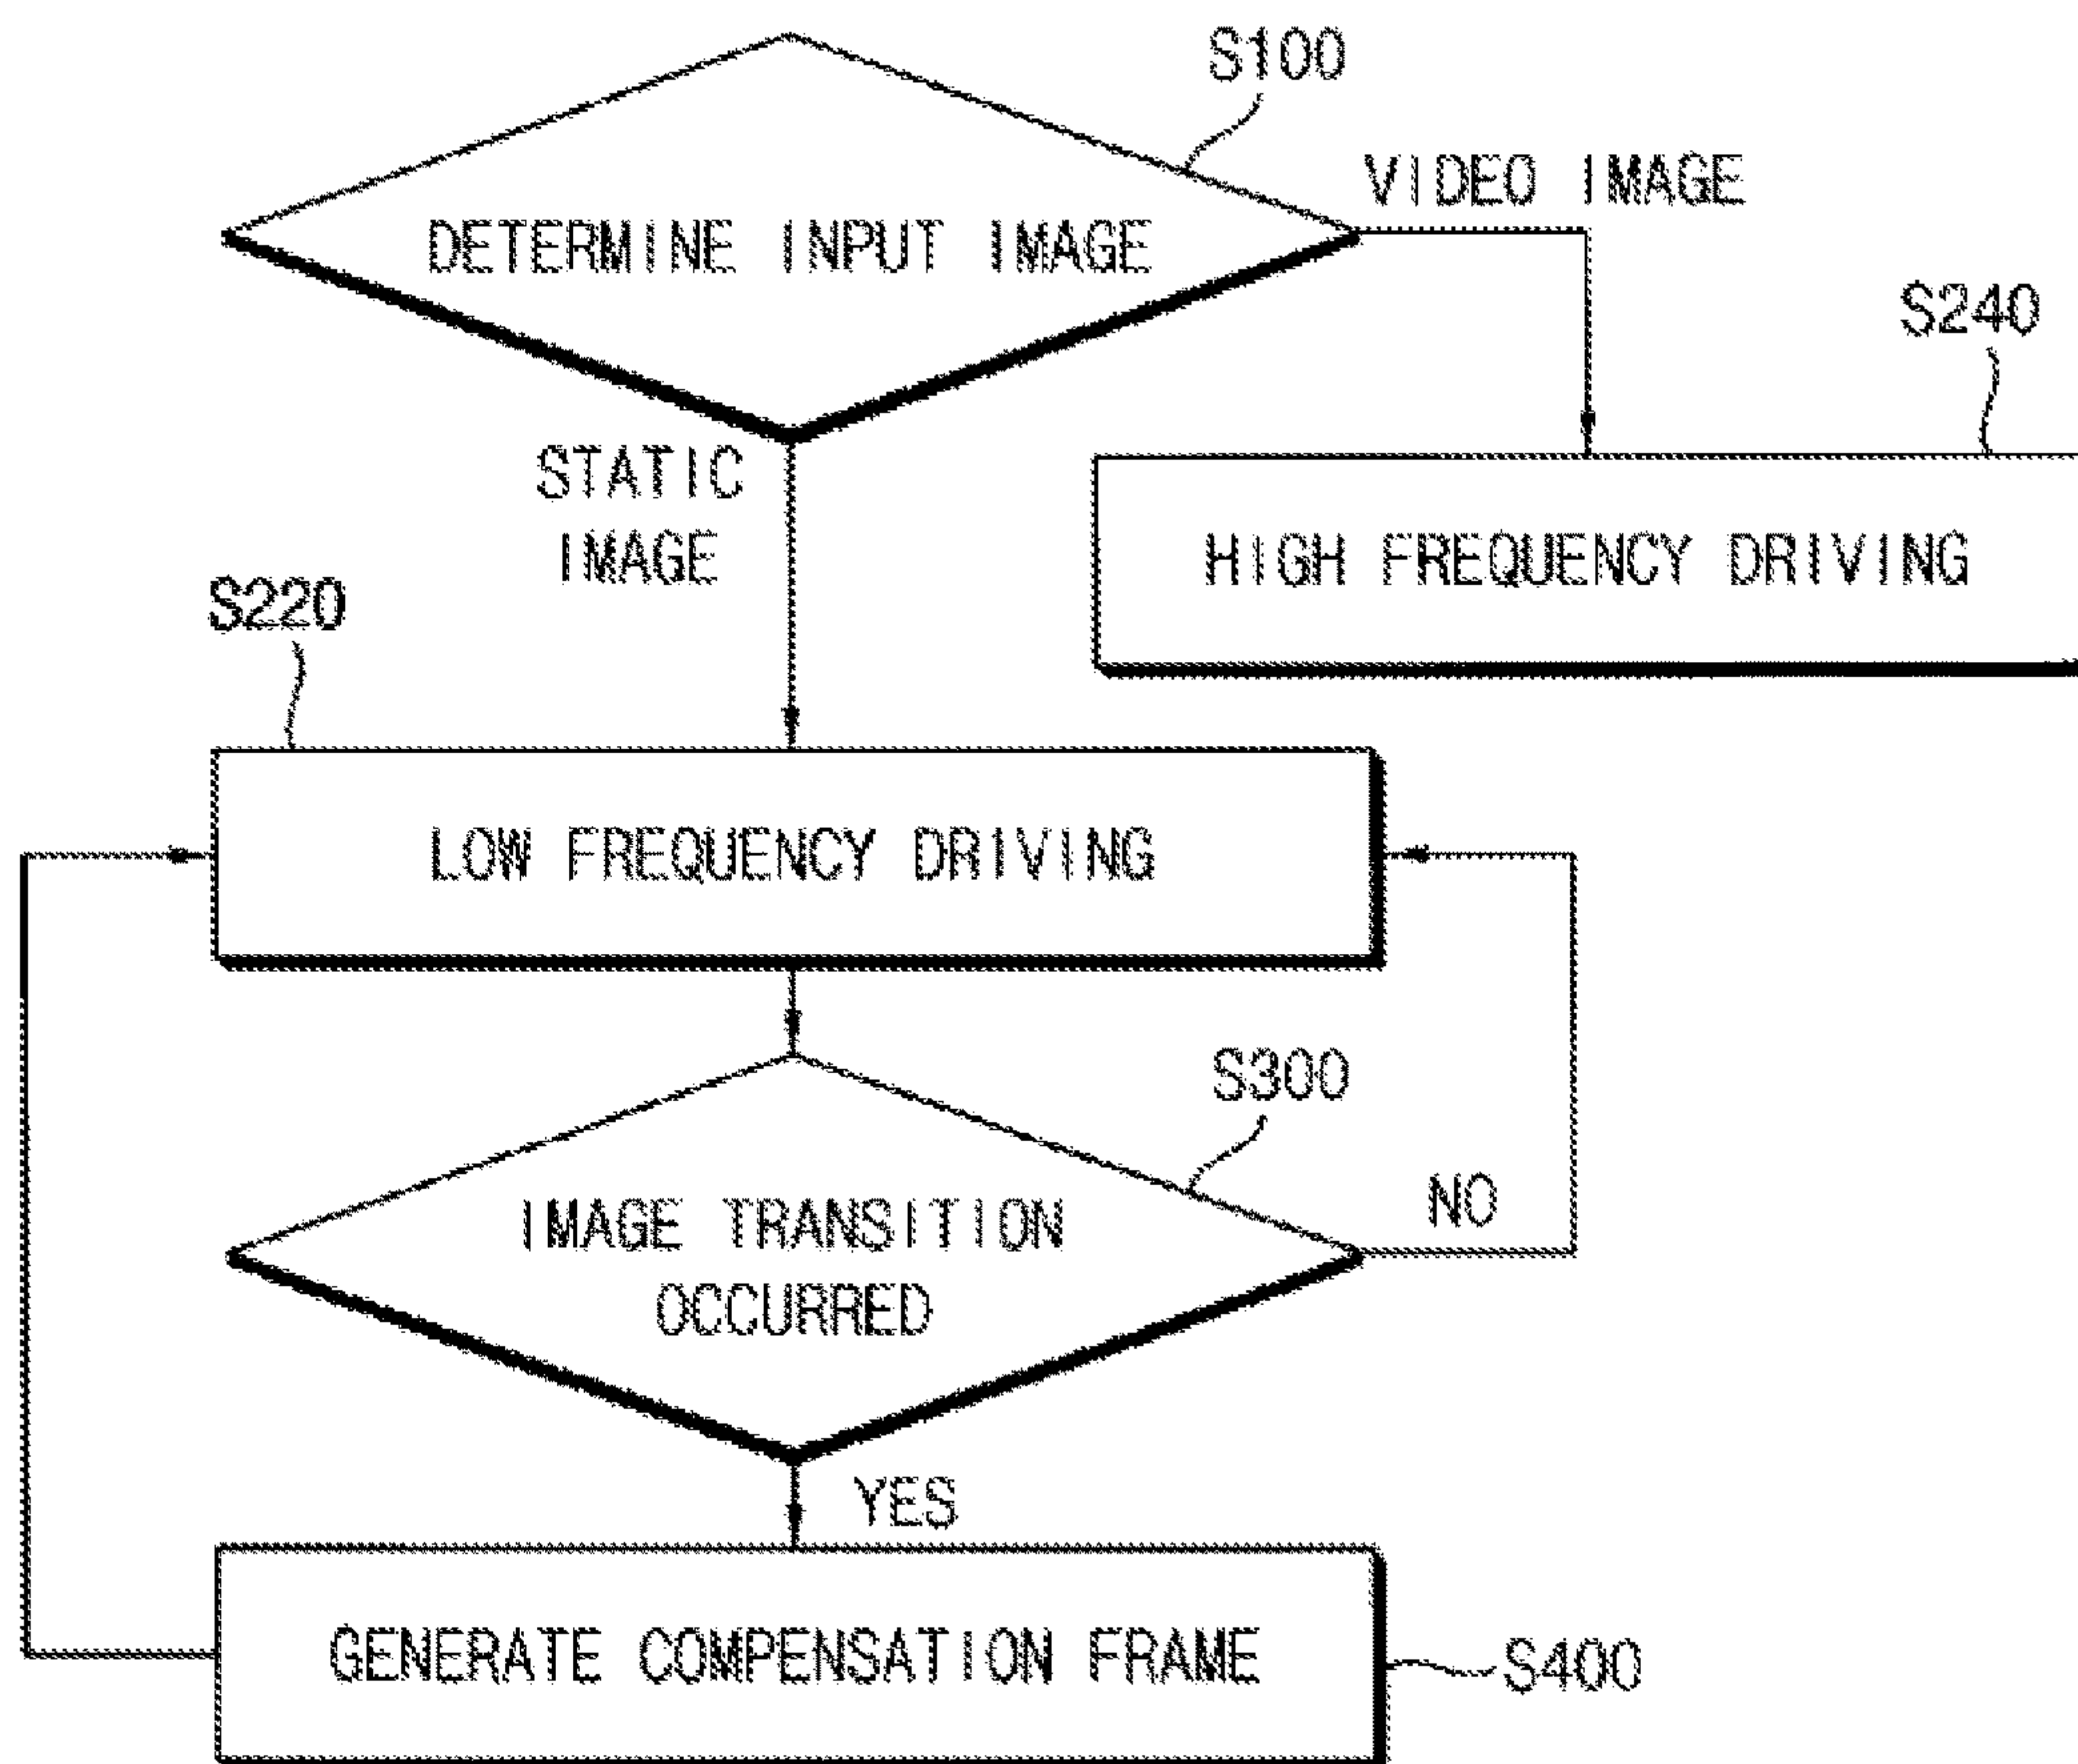 S100
VIDEO IMAGE
DETERMINE INPUT IMAGE
S240
STATIC
IMAGE
HIGH FREQUENCY DRIVING
S220
LOW FREQUENCY DRIVING
S300
NO
IMAGE TRANSITION
OCCURRED
YES
GENERATE COMPENSATION FRAME
S400